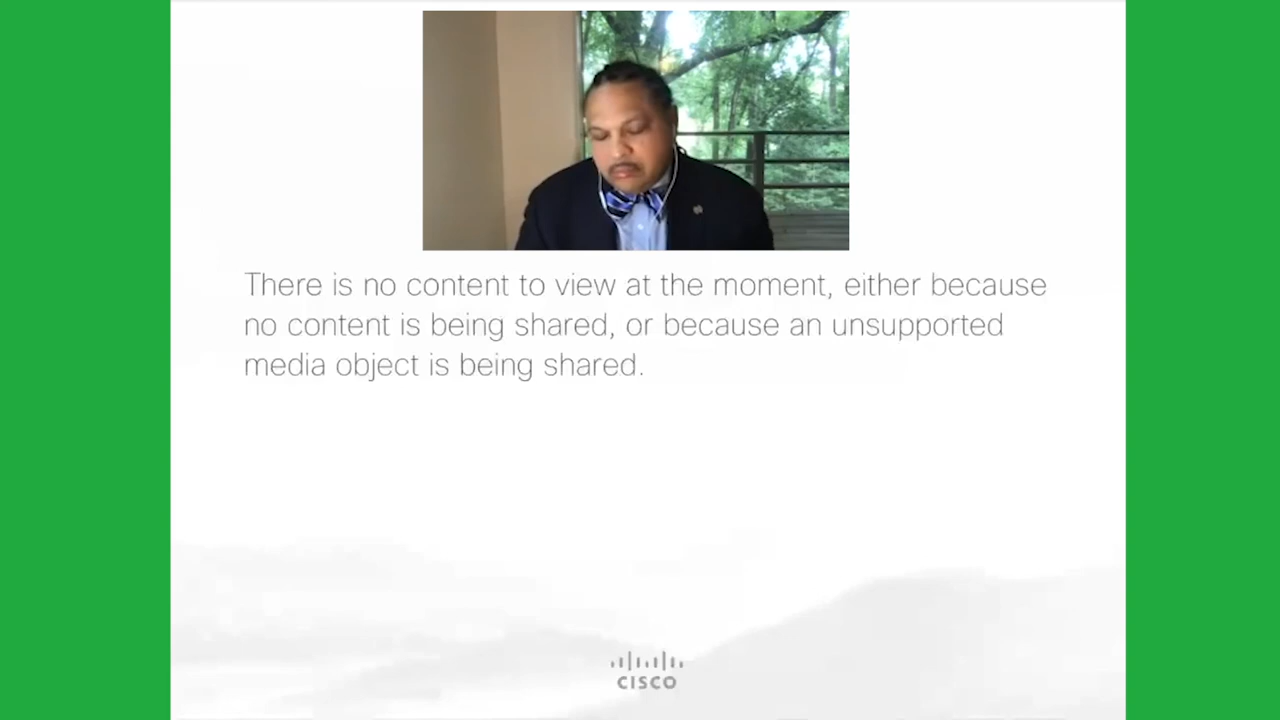 There is no content to view at the moment, either because
no content is being shared, or because an unsupported
media object is being shared.
CISCO